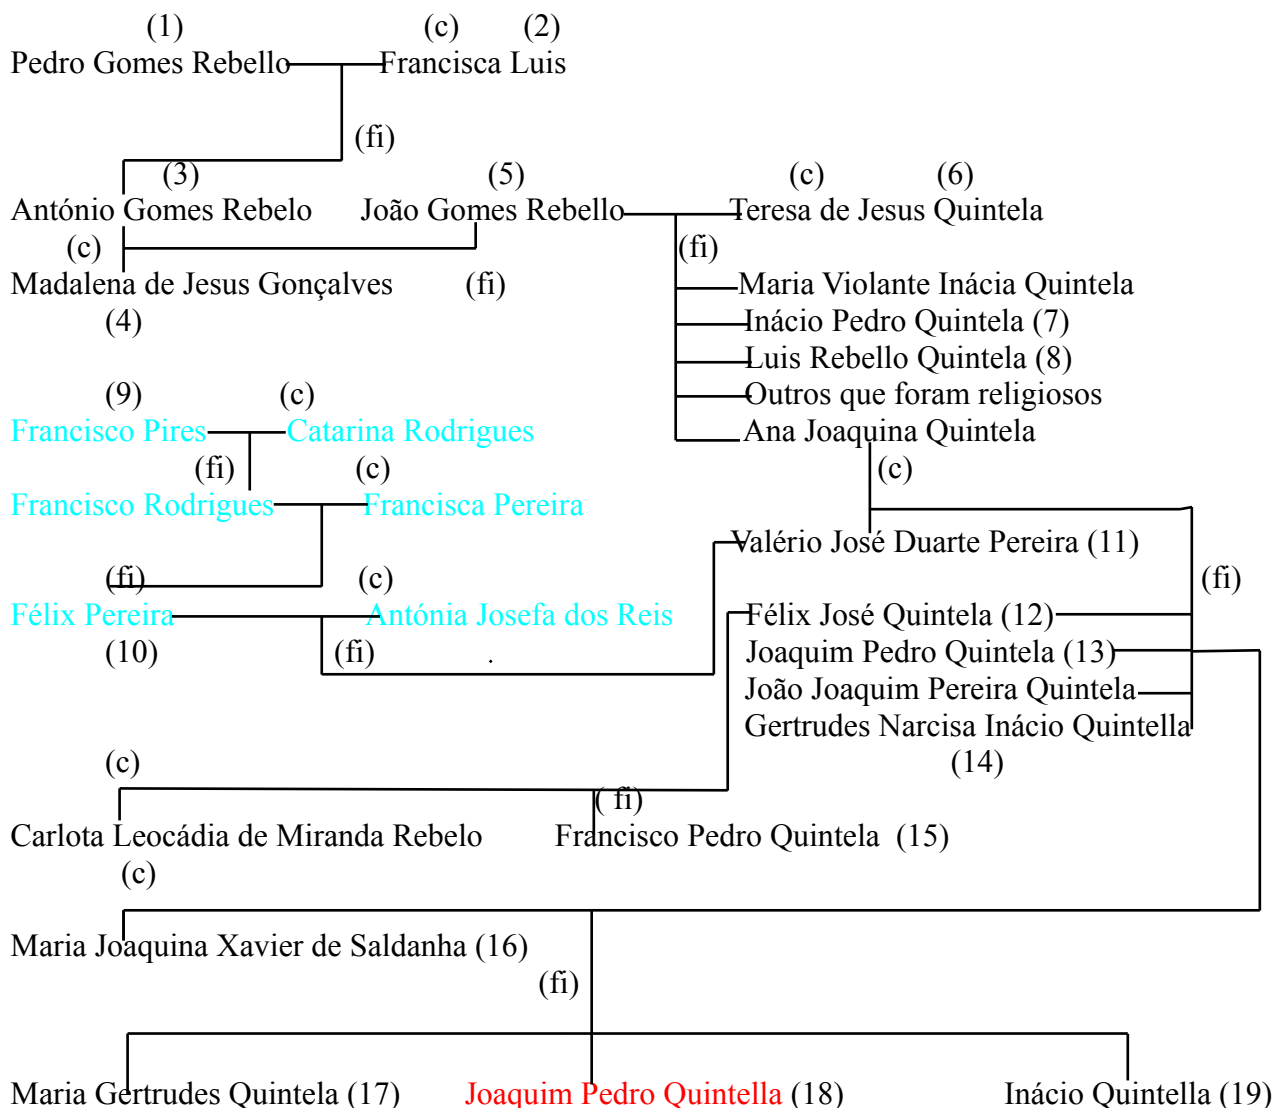 (1) (c) (2)
Pedro Gomes Rebello Francisca Luis
(fi)
(3) (5) (c) (6)
António Gomes Rebelo João Gomes Rebello Teresa de Jesus Quintela
(c) (fi)
Madalena de Jesus Gonçalves (fi) Maria Violante Inácia Quintela
(4) Inácio Pedro Quintela (7)
Luis Rebello Quintela (8)
(9) (c) Outros que foram religiosos
Francisco Pires Catarina Rodrigues Ana Joaquina Quintela
(fi) (c) (c)
Francisco Rodrigues Francisca Pereira
Valério José Duarte Pereira (11)
(fi) (c) (fi)
Félix Pereira Antónia Josefa dos Reis Félix José Quintela (12)
(10) (fi) . Joaquim Pedro Quintela (13)
João Joaquim Pereira Quintela
Gertrudes Narcisa Inácio Quintella
(c) (14)
( fi)
Carlota Leocádia de Miranda Rebelo Francisco Pedro Quintela (15)
(c)
Maria Joaquina Xavier de Saldanha (16)
(fi)
Maria Gertrudes Quintela (17) Joaquim Pedro Quintella (18) Inácio Quintella (19)